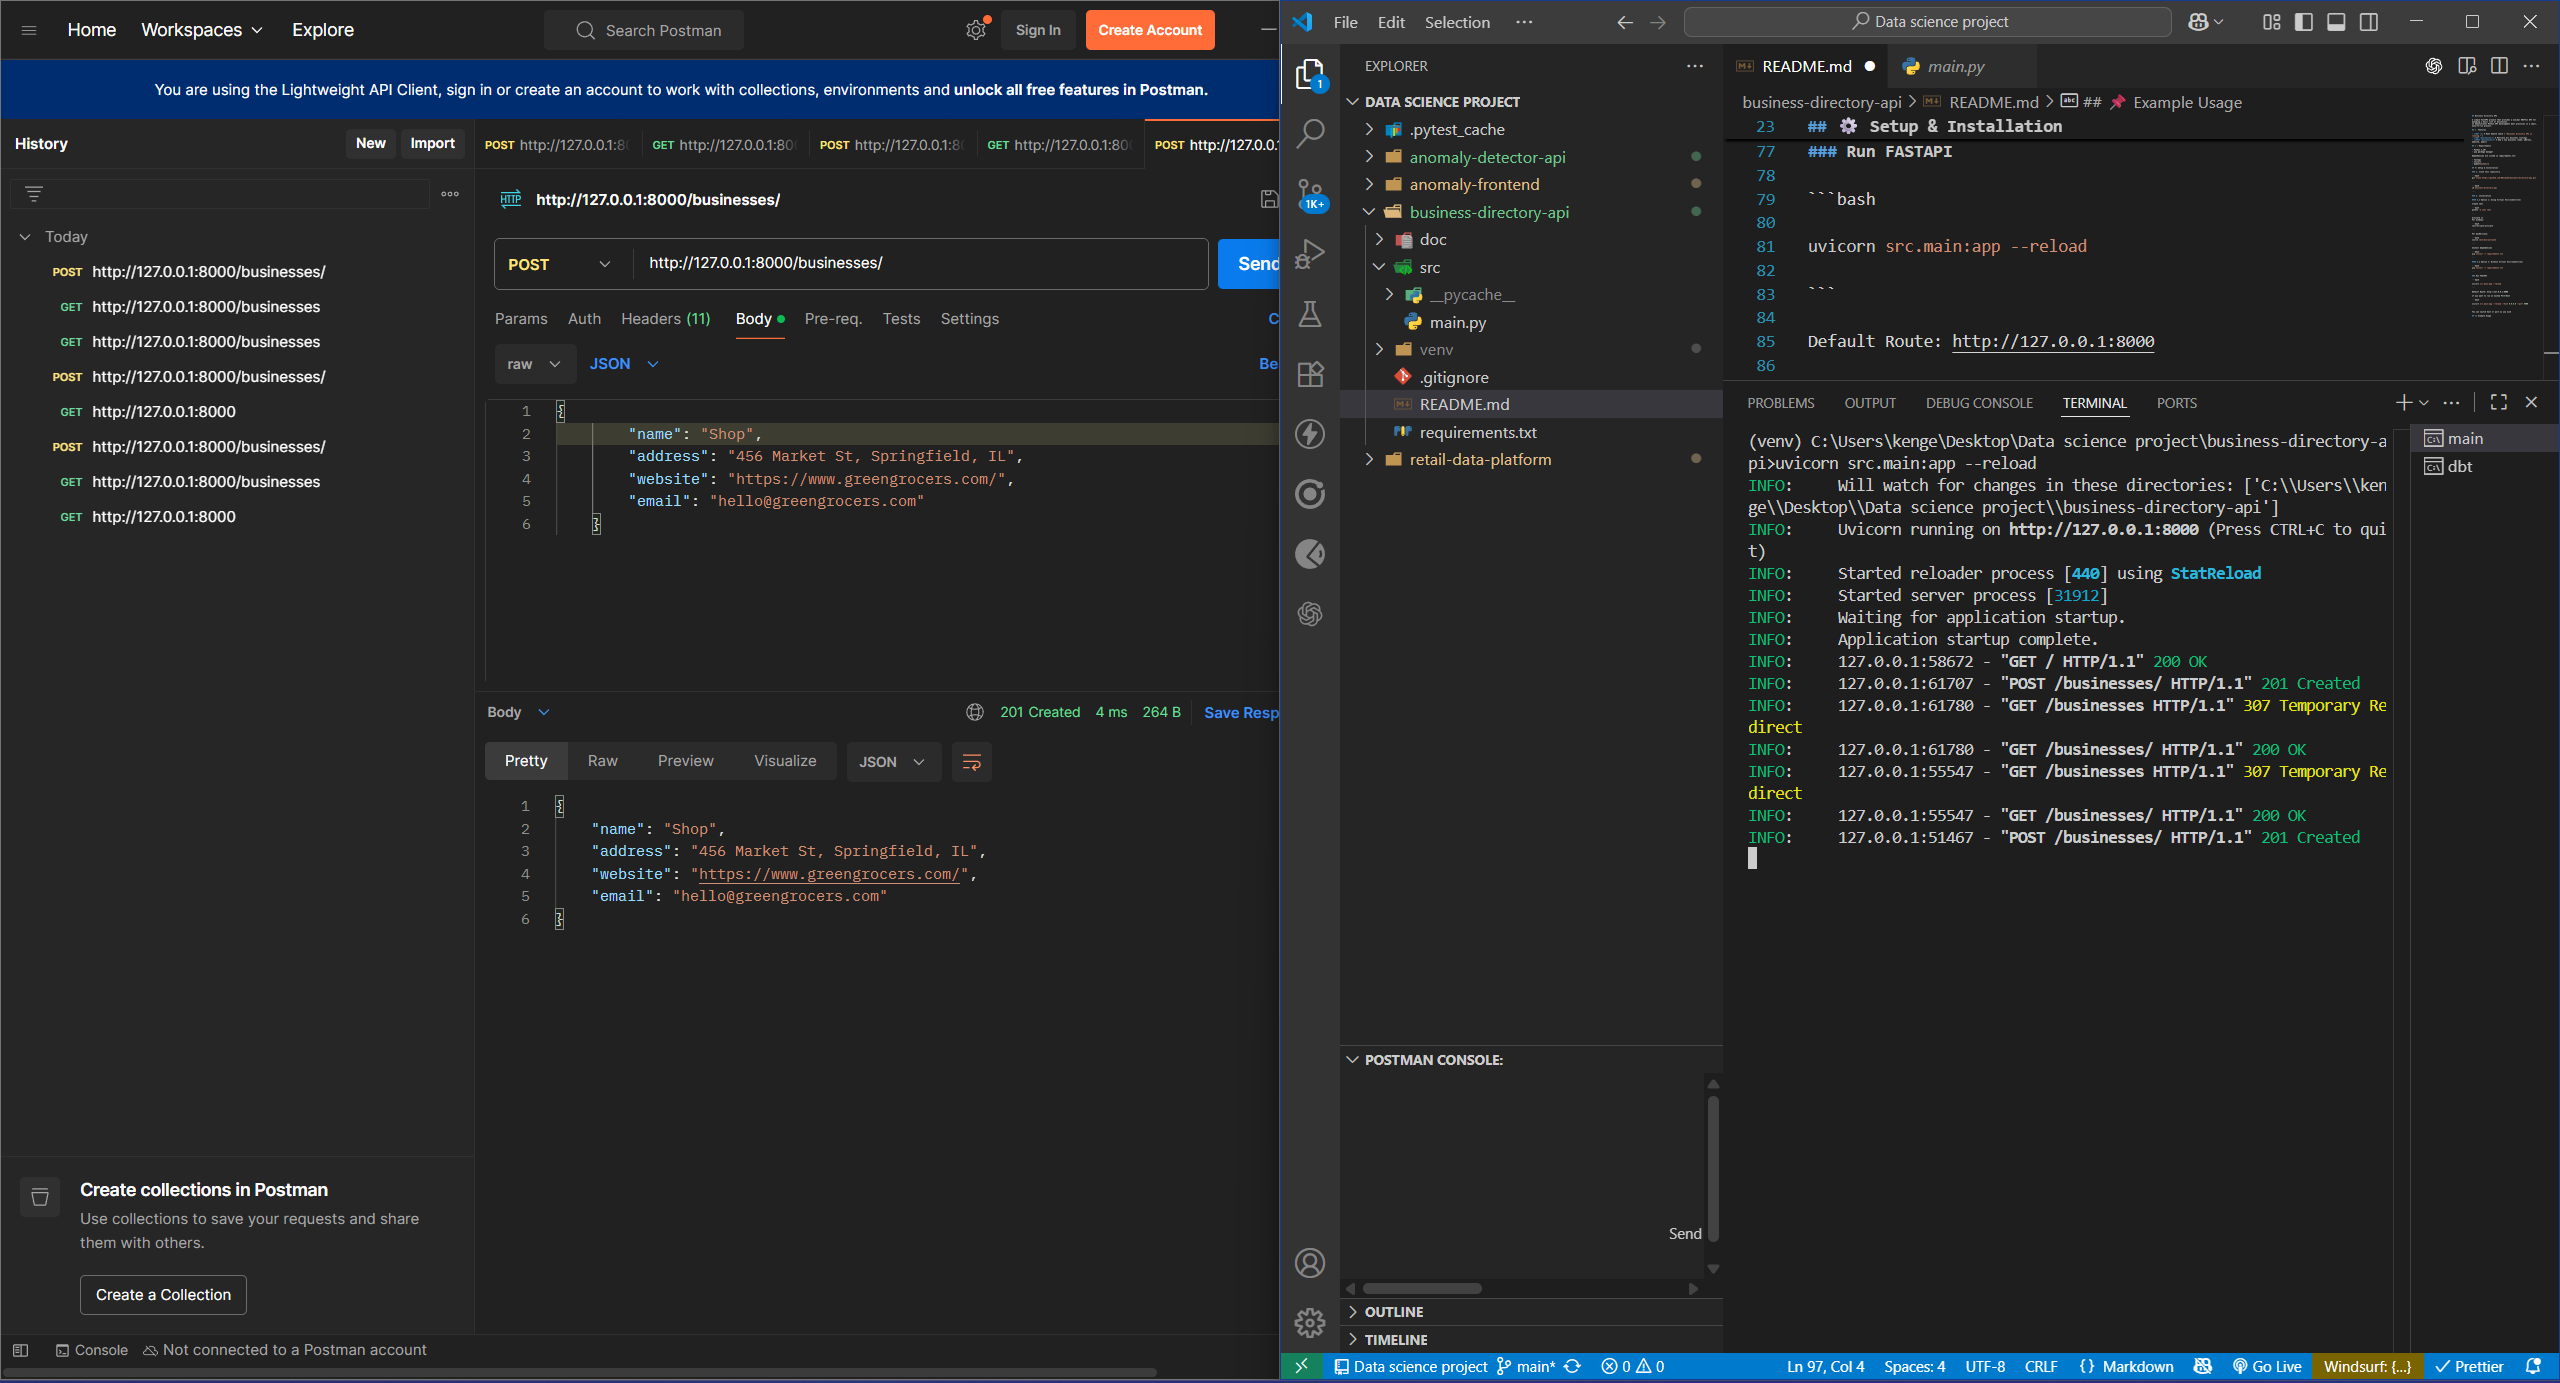 Home Workspaces Explore Search Postman Sign In Create Account
You are using the Lightweight API Client, sign in or create an account to work with collections, environments and unlock all free features in Postman.
History New Import
Today
POST http://127.0.0.1:8000/businesses/
GET http://127.0.0.1:8000/businesses
GET http://127.0.0.1:8000/businesses
POST http://127.0.0.1:8000/businesses/
GET http://127.0.0.1:8000
POST http://127.0.0.1:8000/businesses/
GET http://127.0.0.1:8000/businesses
GET http://127.0.0.1:8000
Create collections in Postman
Use collections to save your requests and share
them with others.
Create a Collection
Console Not connected to a Postman account
POST http://127.0.0.1:8 GET http://127.0.0.1:80 POST http://127.0.0.1:8 GET http://127.0.0.1:80 POST http://127.0.0.1:
HTTP http://127.0.0.1:8000/businesses/
POST http://127.0.0.1:8000/businesses/ Send
Params Auth Headers (11) Body Pre-req. Tests Settings C
raw JSON Be
1 {
2 "name": "Shop",
3 "address": "456 Market St, Springfield, IL",
4 "website": "https://www.greengrocers.com/",
5 "email": "hello@greengrocers.com"
6 }
Body 201 Created 4 ms 264 B Save Resp
Pretty Raw Preview Visualize JSON
1 {
2 "name": "Shop",
3 "address": "456 Market St, Springfield, IL",
4 "website": "https://www.greengrocers.com/",
5 "email": "hello@greengrocers.com"
6 }
File Edit Selection ··· Data science project
1
1K+
EXPLORER ···
DATA SCIENCE PROJECT
.pytest_cache
anomaly-detector-api
anomaly-frontend
business-directory-api
doc
src
__pycache__
main.py
venv
.gitignore
README.md
requirements.txt
retail-data-platform
POSTMAN CONSOLE:
Send
OUTLINE
TIMELINE
README.md main.py
business-directory-api > README.md > ## 📌 Example Usage
23 ## ⚙️ Setup & Installation
77 ### Run FASTAPI
78
79 ```bash
80
81 uvicorn src.main:app --reload
82
83 ```
84
85 Default Route: http://127.0.0.1:8000
86
PROBLEMS OUTPUT DEBUG CONSOLE TERMINAL PORTS
main
dbt
(venv) C:\Users\kenge\Desktop\Data science project\business-directory-a
pi>uvicorn src.main:app --reload
INFO: Will watch for changes in these directories: ['C:\\Users\\ken
ge\\Desktop\\Data science project\\business-directory-api']
INFO: Uvicorn running on http://127.0.0.1:8000 (Press CTRL+C to qui
t)
INFO: Started reloader process [440] using StatReload
INFO: Started server process [31912]
INFO: Waiting for application startup.
INFO: Application startup complete.
INFO: 127.0.0.1:58672 - "GET / HTTP/1.1" 200 OK
INFO: 127.0.0.1:61707 - "POST /businesses/ HTTP/1.1" 201 Created
INFO: 127.0.0.1:61780 - "GET /businesses HTTP/1.1" 307 Temporary Re
direct
INFO: 127.0.0.1:61780 - "GET /businesses/ HTTP/1.1" 200 OK
INFO: 127.0.0.1:55547 - "GET /businesses HTTP/1.1" 307 Temporary Re
direct
INFO: 127.0.0.1:55547 - "GET /businesses/ HTTP/1.1" 200 OK
INFO: 127.0.0.1:51467 - "POST /businesses/ HTTP/1.1" 201 Created
Data science project main* 0 0 Ln 97, Col 4 Spaces: 4 UTF-8 CRLF {} Markdown Go Live Windsurf: {...} Prettier